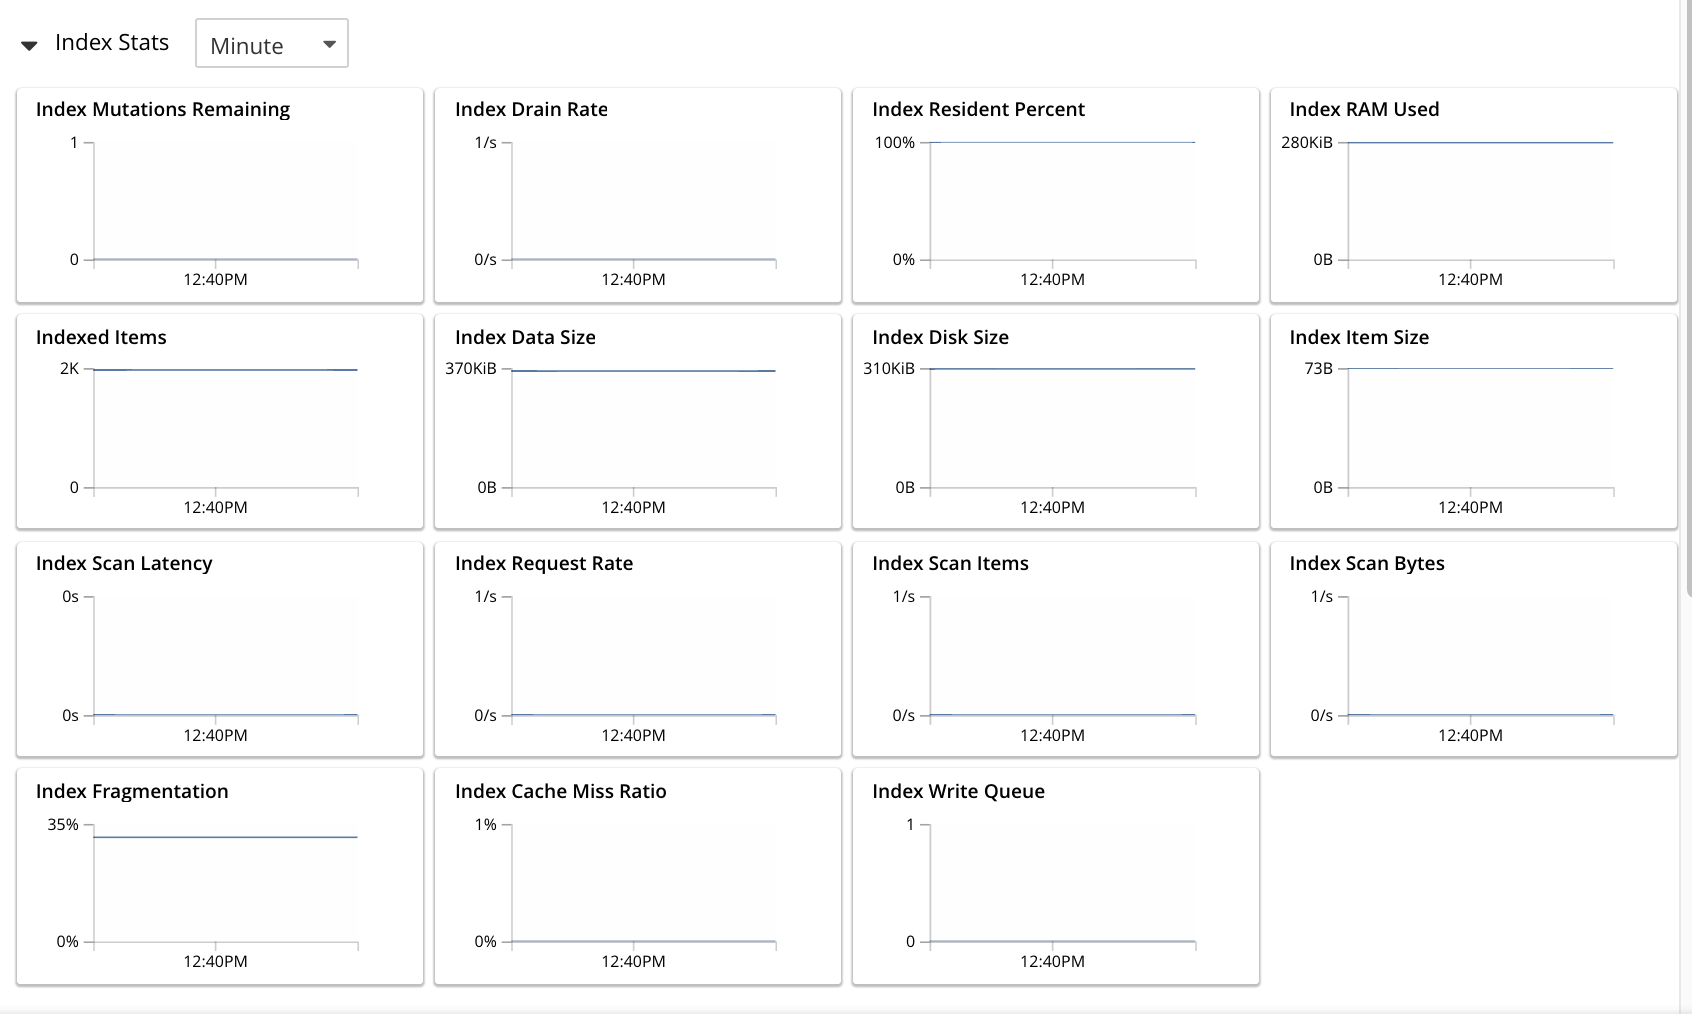 Index Stats Minute
Index Mutations Remaining
1
0
12:40PM
Index Drain Rate
1/s
0/s
12:40PM
Index Resident Percent
100%
0%
12:40PM
Index RAM Used
280KiB
0B
12:40PM
Indexed Items
2K
0
12:40PM
Index Data Size
370KiB
0B
12:40PM
Index Disk Size
310KiB
0B
12:40PM
Index Item Size
73B
0B
12:40PM
Index Scan Latency
0s
0s
12:40PM
Index Request Rate
1/s
0/s
12:40PM
Index Scan Items
1/s
0/s
12:40PM
Index Scan Bytes
1/s
0/s
12:40PM
Index Fragmentation
35%
0%
12:40PM
Index Cache Miss Ratio
1%
0%
12:40PM
Index Write Queue
1
0
12:40PM